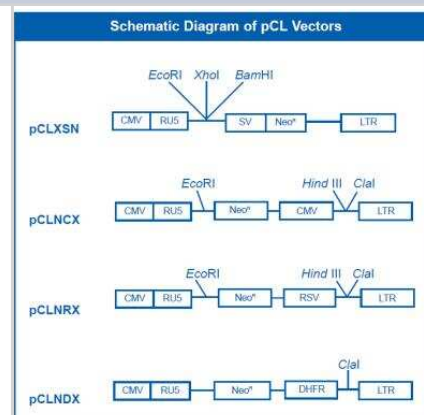 Schematic Diagram of pCL Vectors
EcoRI XhoI BamHI
pCLXSN
CMV RU5 SV Neoᴿ LTR
EcoRI Hind III ClaI
pCLNCX
CMV RU5 Neoᴿ CMV LTR
EcoRI Hind III ClaI
pCLNRX
CMV RU5 Neoᴿ RSV LTR
ClaI
pCLNDX
CMV RU5 Neoᴿ DHFR LTR